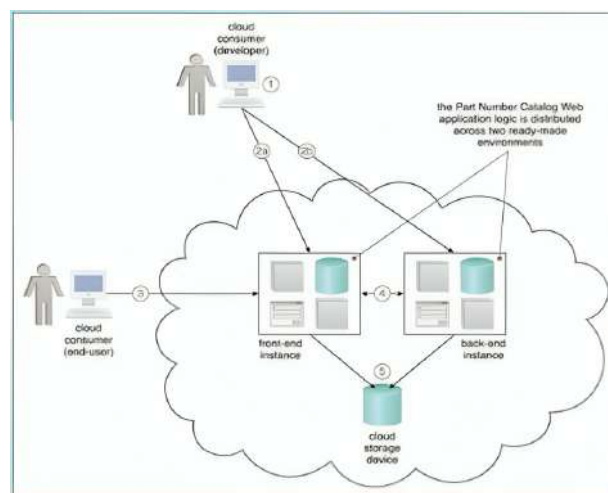 cloud
consumer
(developer)
1
the Part Number Catalog Web
application logic is distributed
across two ready-made
environments
2a
2b
3
4
cloud
consumer
(end-user)
front-end
instance
back-end
instance
5
cloud
storage
device